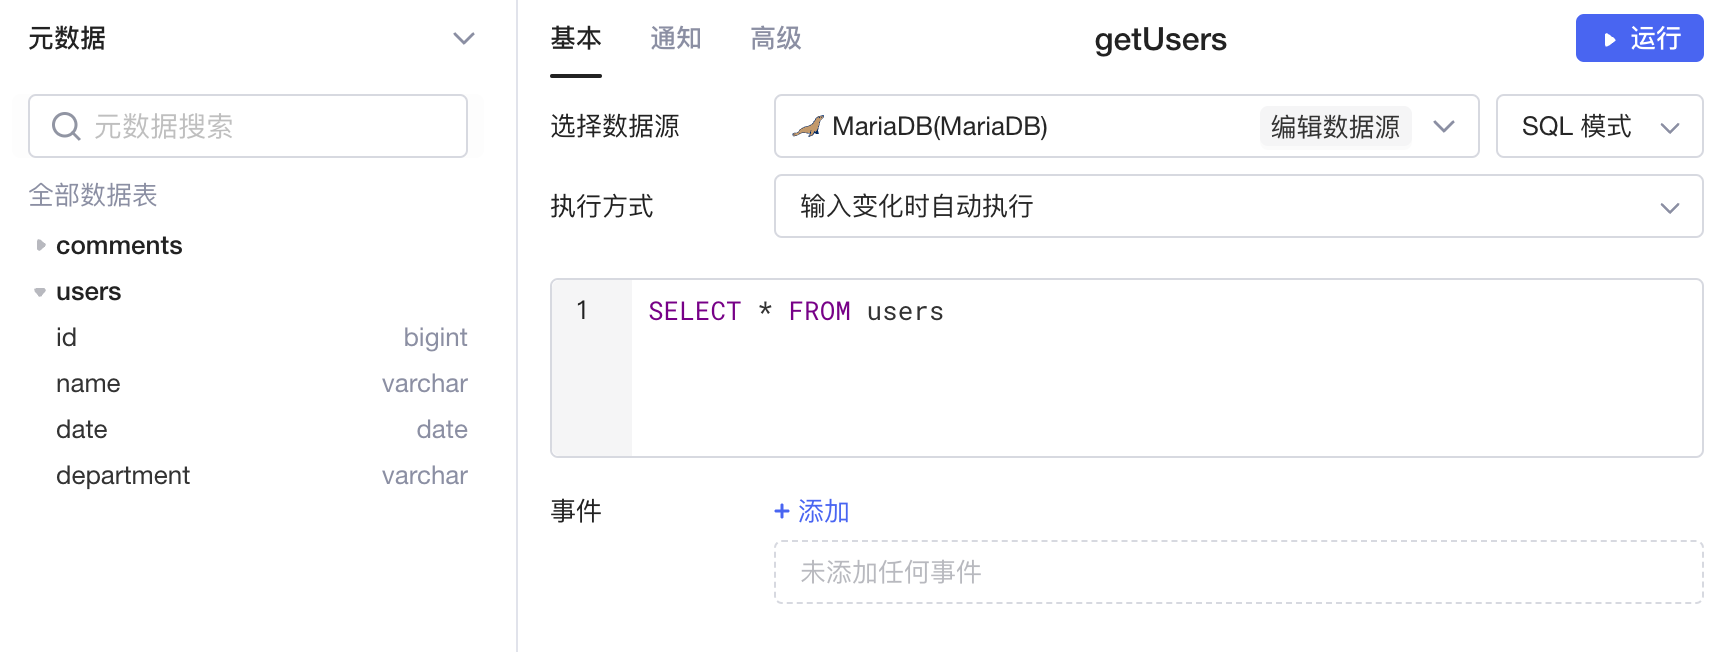 元数据
元数据搜索
全部数据表
comments
users
id bigint
name varchar
date date
department varchar
基本 通知 高级 getUsers 运行
选择数据源 MariaDB(MariaDB) 编辑数据源 SQL 模式
执行方式 输入变化时自动执行
1 SELECT * FROM users
事件 + 添加
未添加任何事件